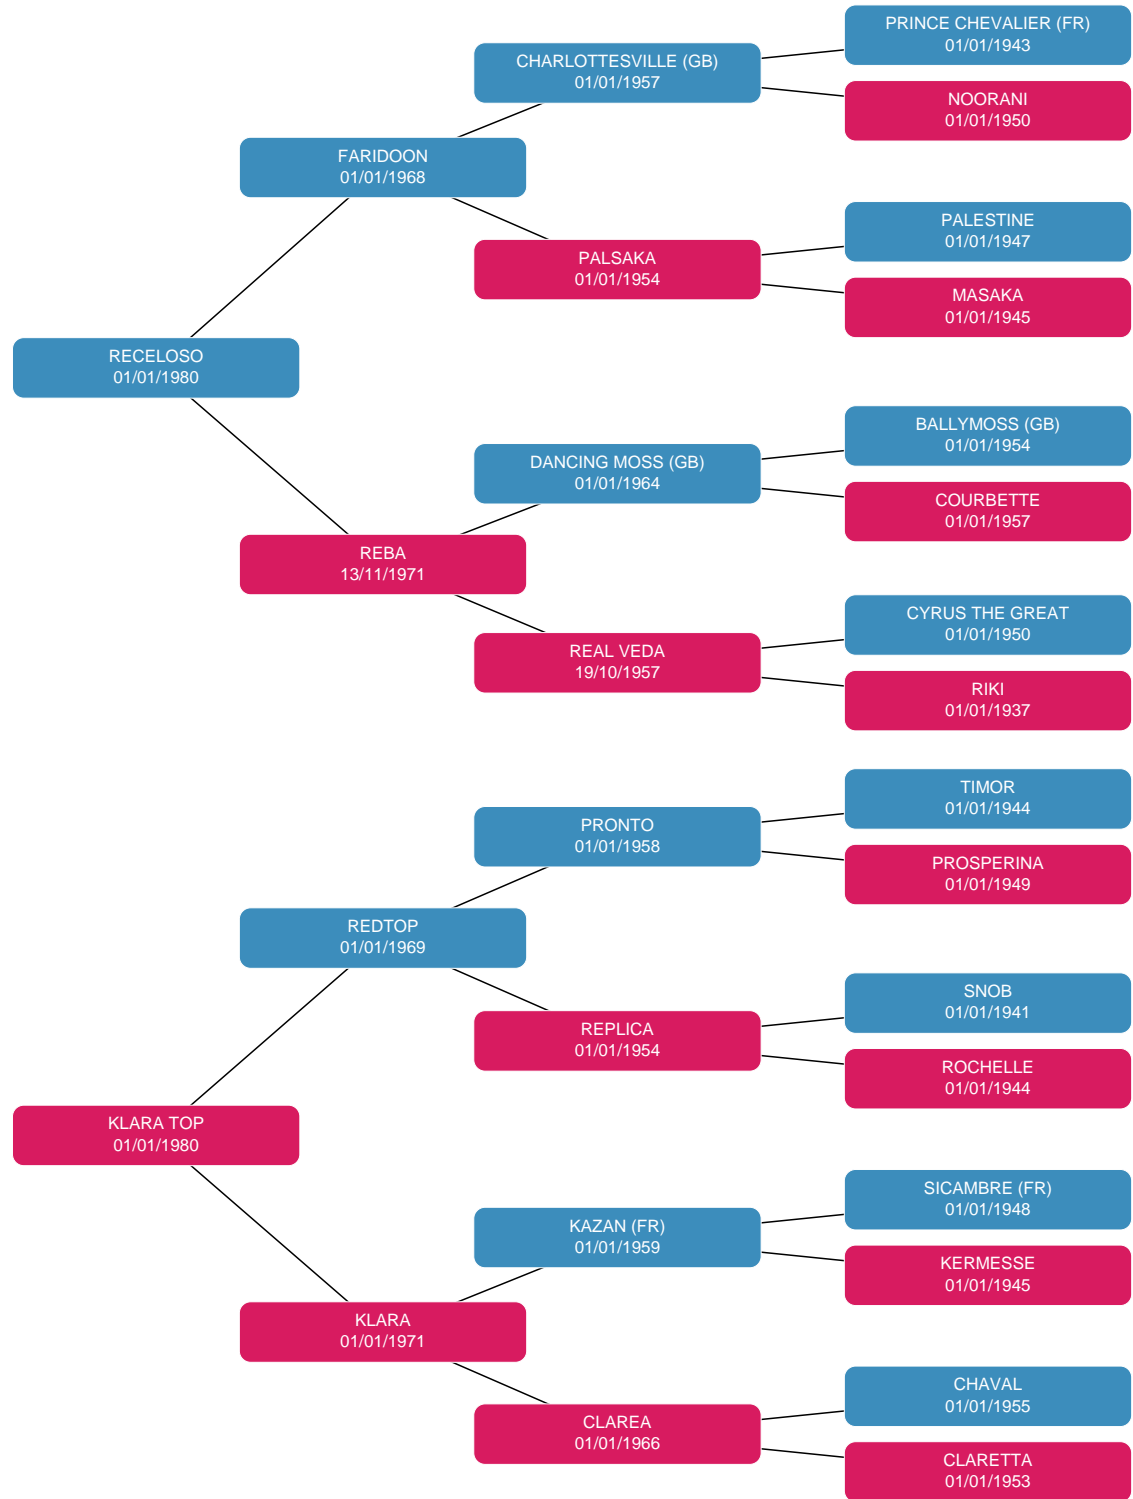 PRINCE CHEVALIER (FR)
01/01/1943
CHARLOTTESVILLE (GB)
01/01/1957
NOORANI
01/01/1950
FARIDOON
01/01/1968
PALESTINE
01/01/1947
PALSAKA
01/01/1954
MASAKA
01/01/1945
RECELOSO
01/01/1980
BALLYMOSS (GB)
01/01/1954
DANCING MOSS (GB)
01/01/1964
COURBETTE
01/01/1957
REBA
13/11/1971
CYRUS THE GREAT
01/01/1950
REAL VEDA
19/10/1957
RIKI
01/01/1937
TIMOR
01/01/1944
PRONTO
01/01/1958
PROSPERINA
01/01/1949
REDTOP
01/01/1969
SNOB
01/01/1941
REPLICA
01/01/1954
ROCHELLE
01/01/1944
KLARA TOP
01/01/1980
SICAMBRE (FR)
01/01/1948
KAZAN (FR)
01/01/1959
KERMESSE
01/01/1945
KLARA
01/01/1971
CHAVAL
01/01/1955
CLAREA
01/01/1966
CLARETTA
01/01/1953